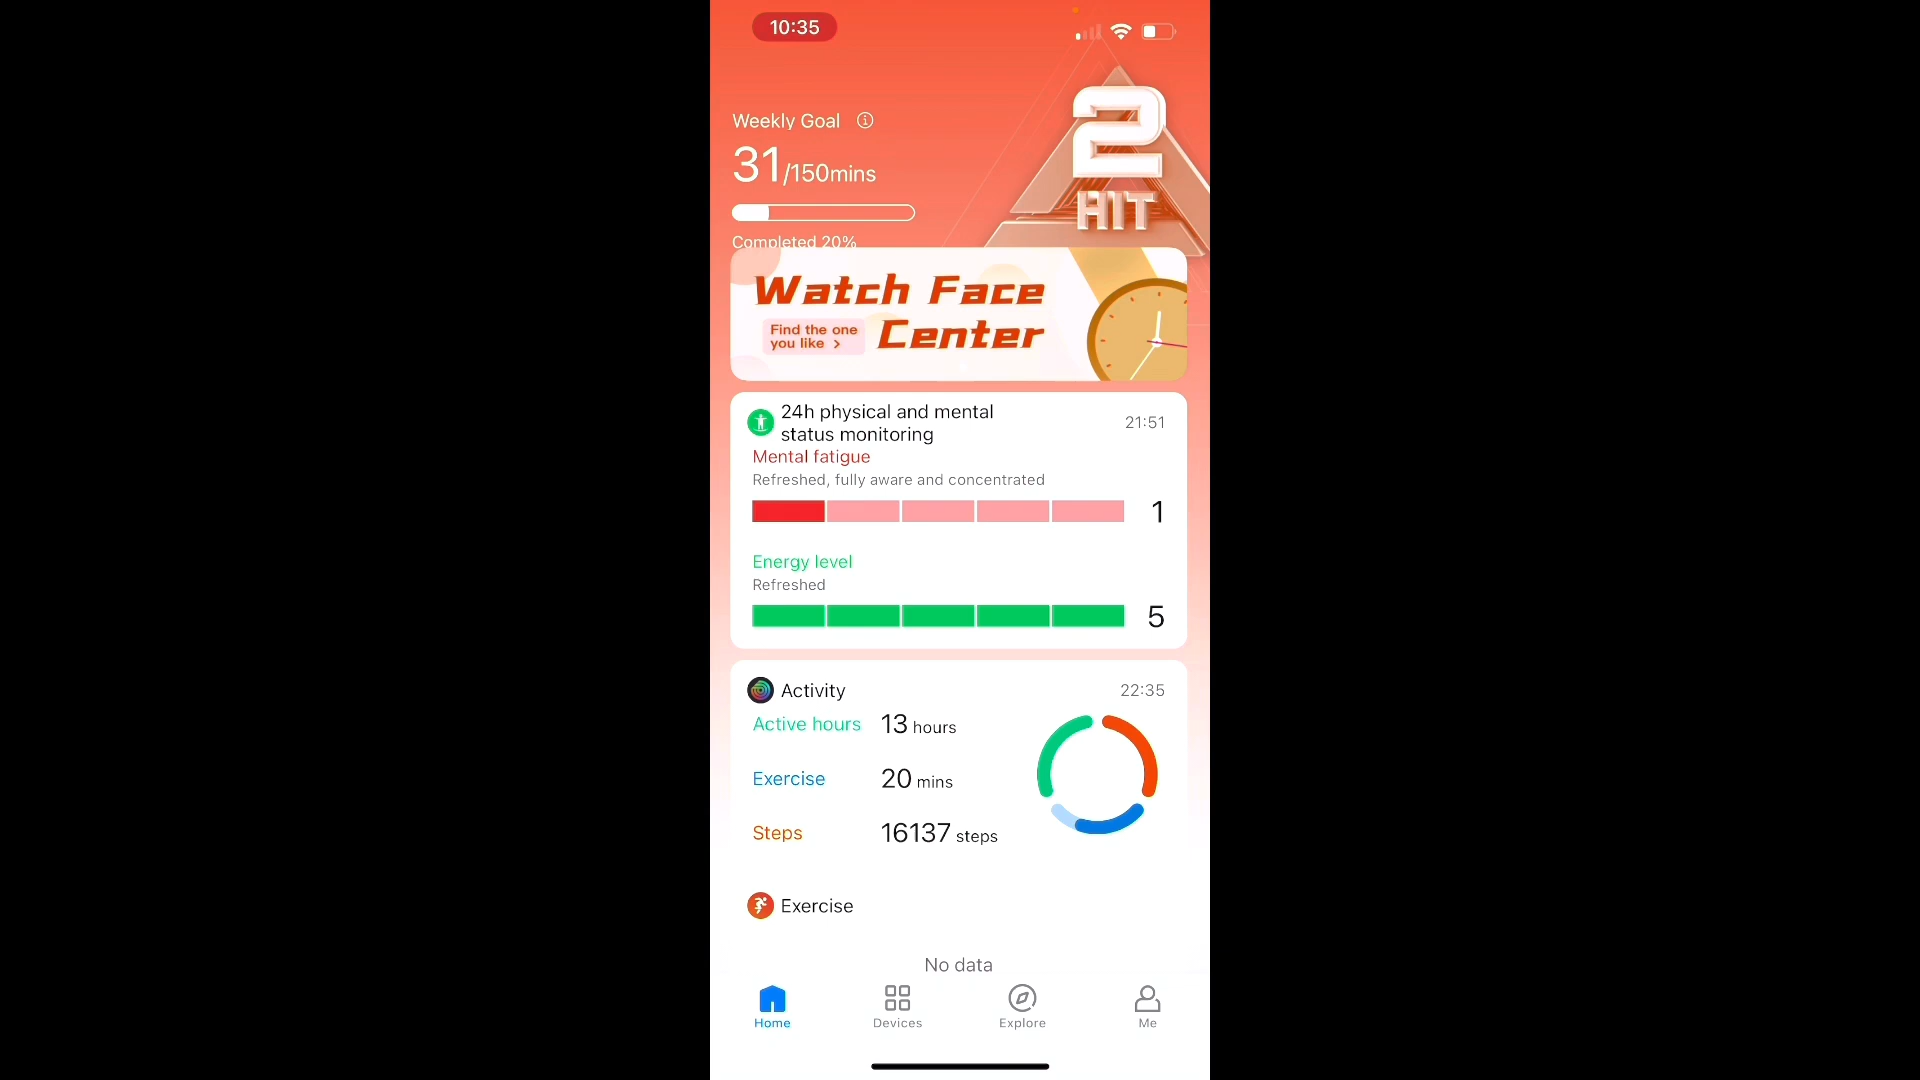 10:35
Weekly Goal
31/150mins
Completed 20%
2
HIT
Watch Face
Center
Find the one
you like >
24h physical and mental
status monitoring
21:51
Mental fatigue
Refreshed, fully aware and concentrated
1
Energy level
Refreshed
5
Activity
22:35
Active hours 13 hours
Exercise 20 mins
Steps 16137 steps
Exercise
No data
Home Devices Explore Me